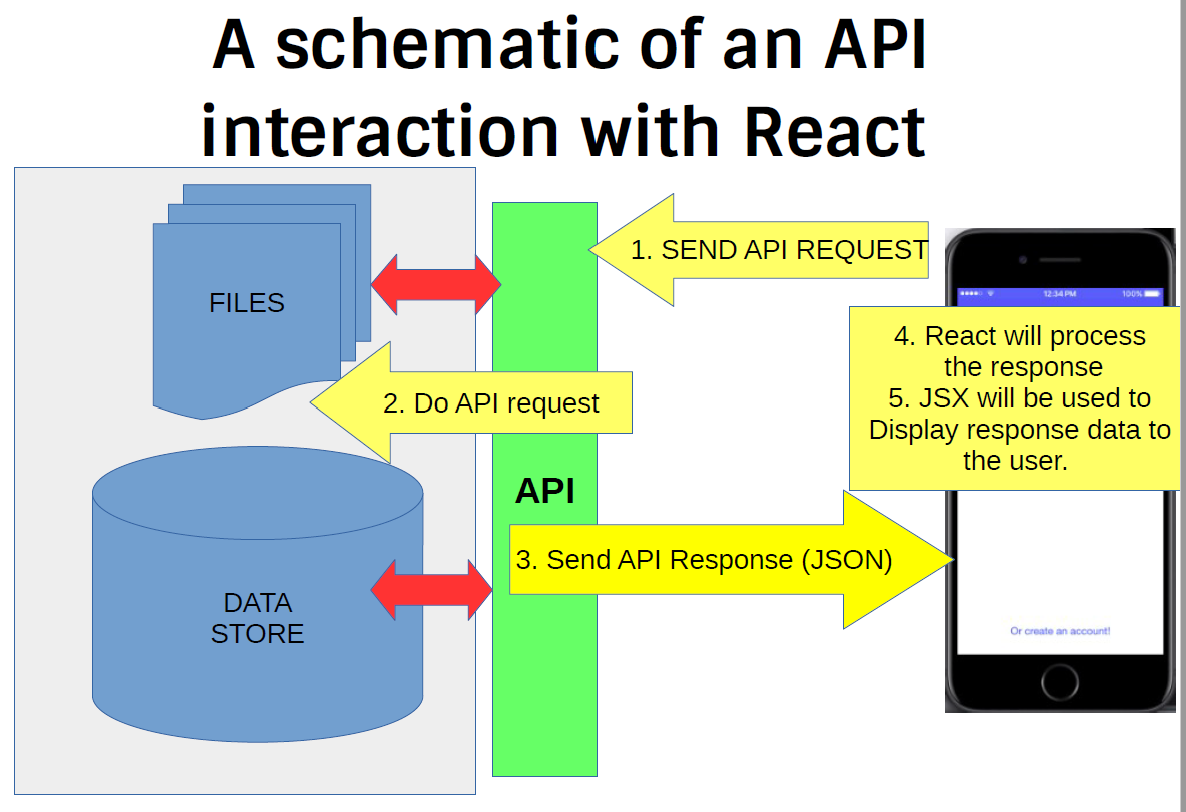 A schematic of an API
interaction with React
FILES
1. SEND API REQUEST
12:34 PM
100%
4. React will process
the response
5. JSX will be used to
Display response data to
the user.
2. Do API request
API
3. Send API Response (JSON)
DATA
STORE
Or create an account!